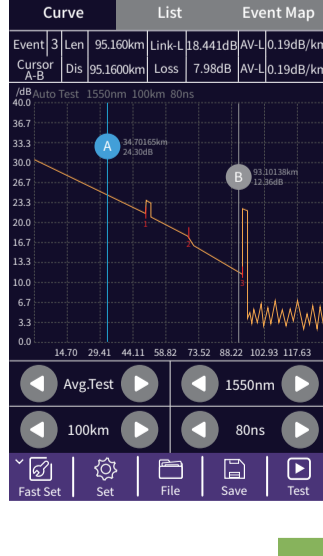 Curve List Event Map
Event 3 Len 95.160km Link-L 18.441dB AV-L 0.19dB/km
Cursor A-B Dis 95.1600km Loss 7.98dB AV-L 0.19dB/km
/dB Auto Test 1550nm 100km 80ns
40.0
36.7
33.3
30.0
26.7
23.3
20.0
16.7
13.3
10.0
6.7
3.3
0.0
A 34.70165km
24.30dB
B 93.10138km
12.36dB
1
2
3
14.70 29.41 44.11 58.82 73.52 88.22 102.93 117.63
Avg.Test 1550nm
100km 80ns
Fast Set Set File Save Test